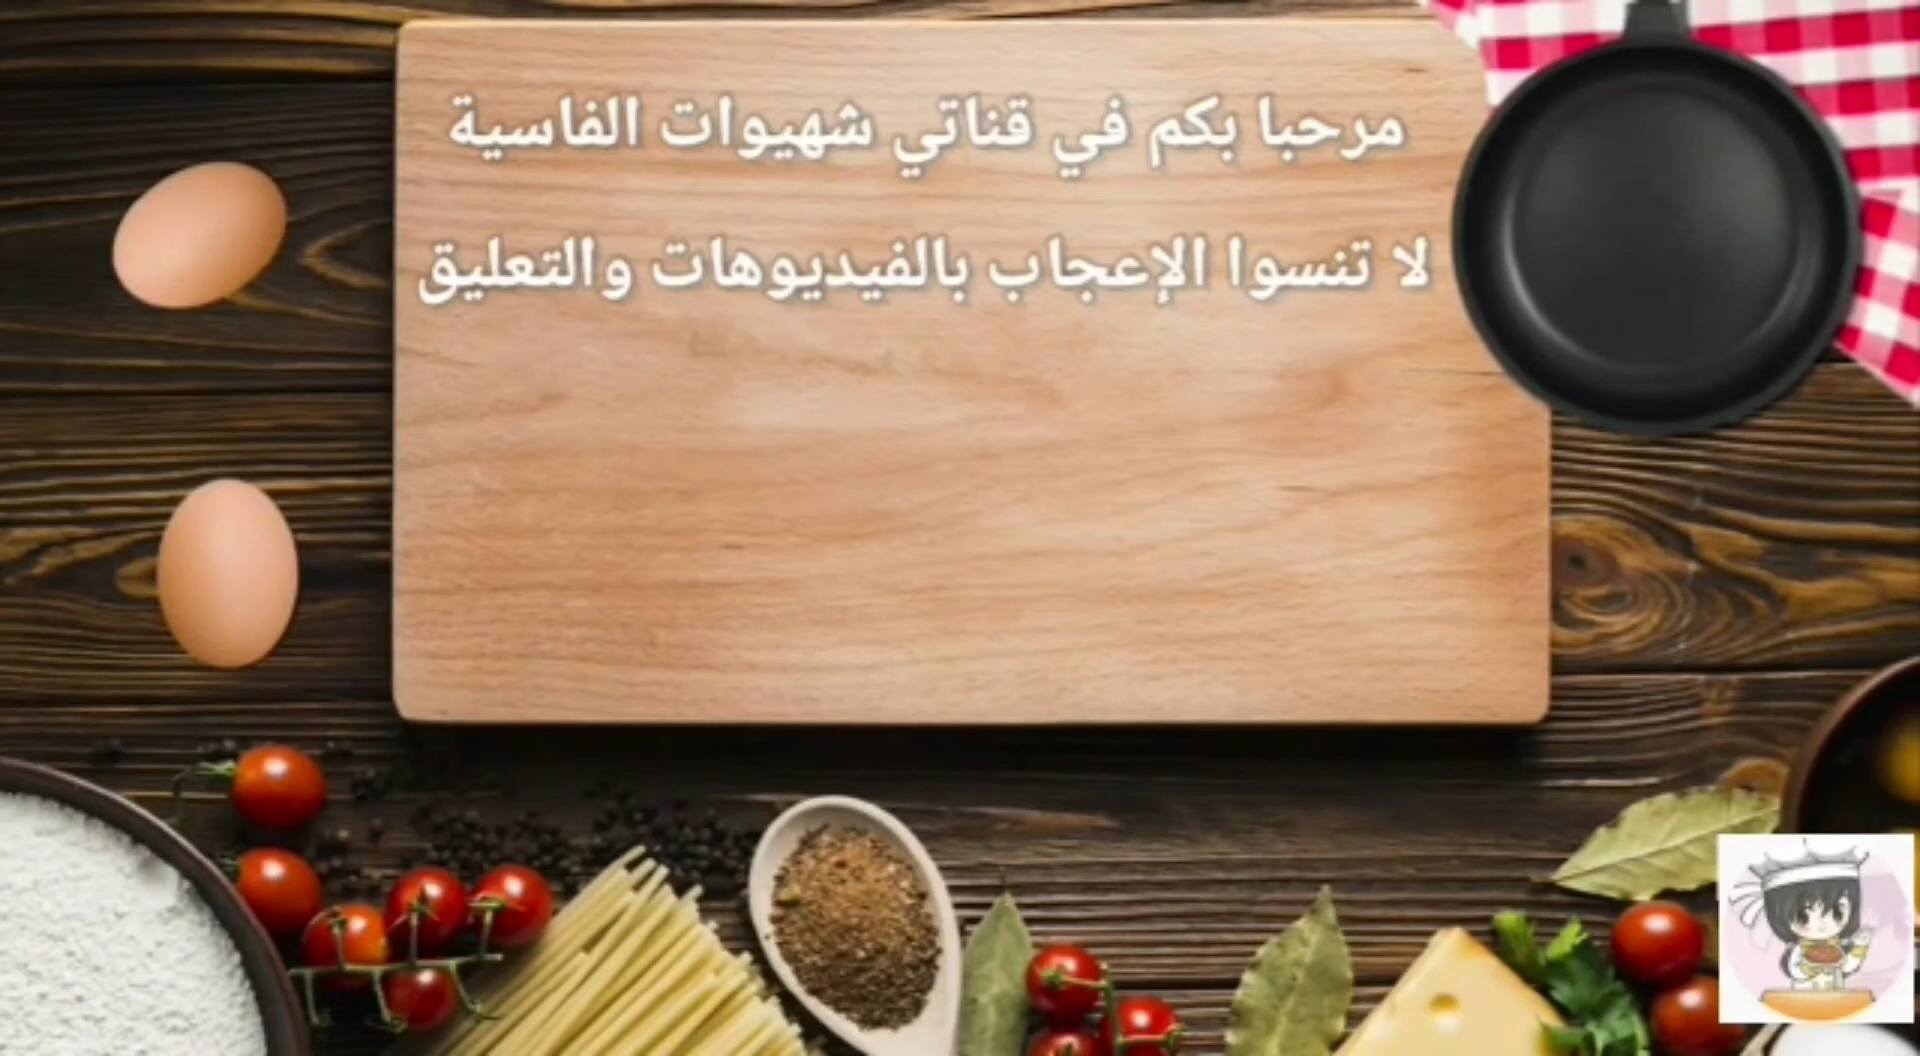 مرحبا بكم في قناتي شهيوات الفاسية
لا تنسوا الإعجاب بالفيديوهات والتعليق